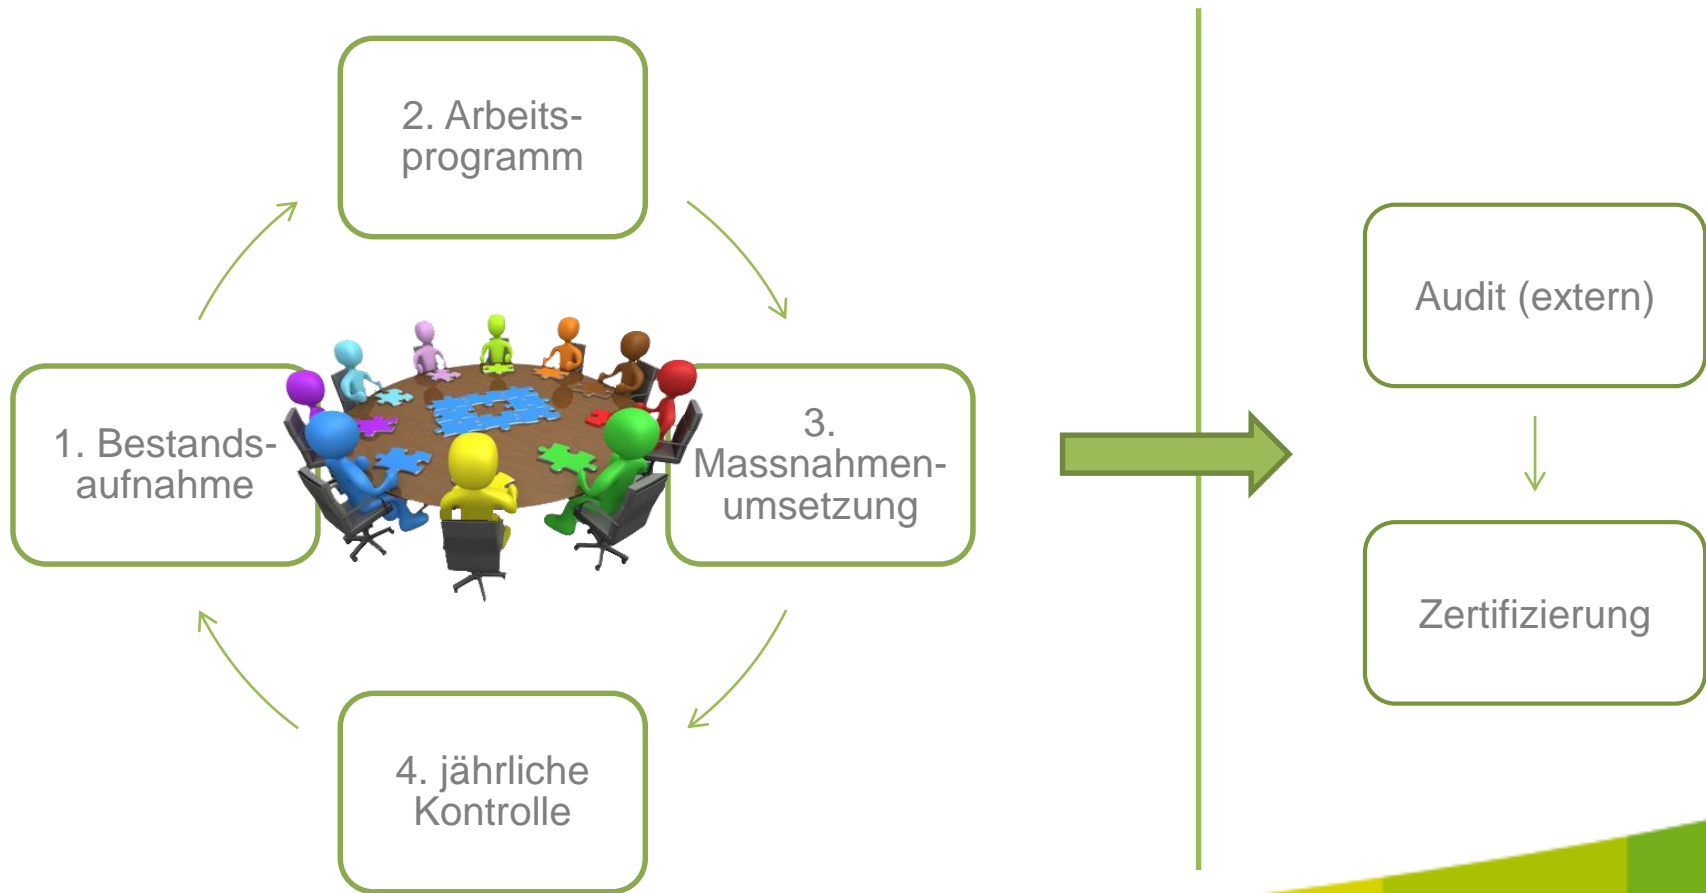 2. Arbeits-
programm
1. Bestands-
aufnahme
3.
Massnahmen-
umsetzung
4. jährliche
Kontrolle
Audit (extern)
Zertifizierung